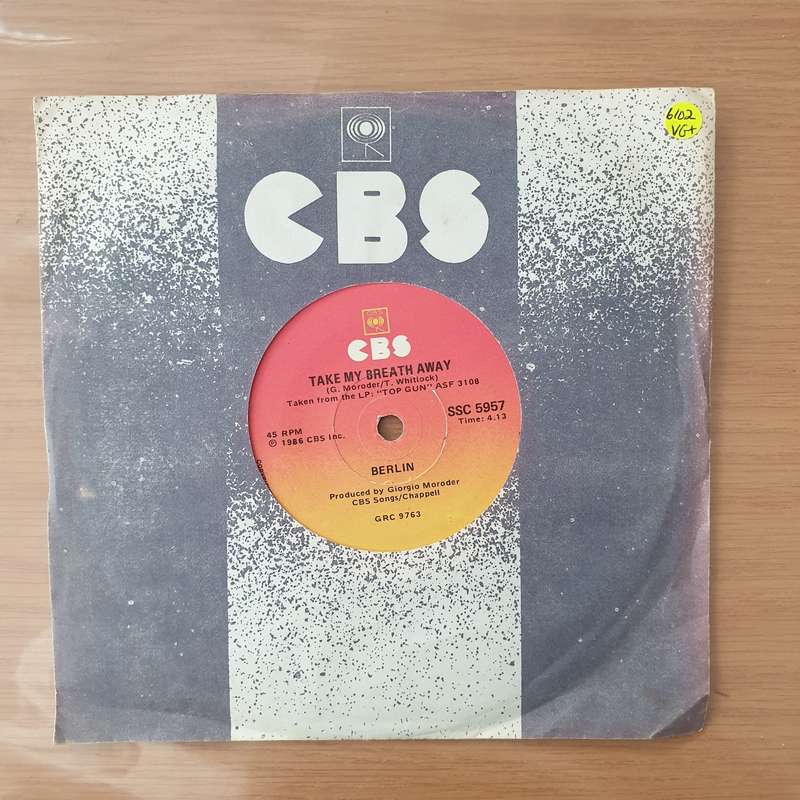 6102
VG+
CBS
CBS
TAKE MY BREATH AWAY
(G. Moroder/T. Whitlock)
Taken from the LP: "TOP GUN" ASF 3108
SSC 5957
Time: 4.13
45 RPM
℗ 1986 CBS Inc.
BERLIN
Produced by Giorgio Moroder
CBS Songs/Chappell
GRC 9763